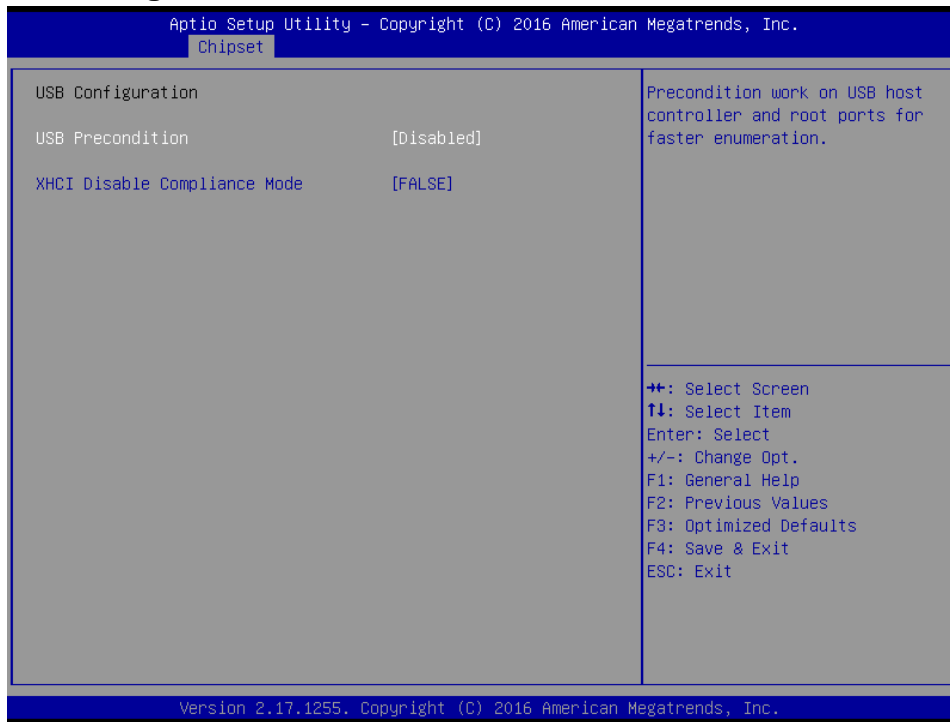 Aptio Setup Utility – Copyright (C) 2016 American Megatrends, Inc.
Chipset
USB Configuration
USB Precondition [Disabled]
XHCI Disable Compliance Mode [FALSE]
Precondition work on USB host
controller and root ports for
faster enumeration.
→←: Select Screen
↑↓: Select Item
Enter: Select
+/-: Change Opt.
F1: General Help
F2: Previous Values
F3: Optimized Defaults
F4: Save & Exit
ESC: Exit
Version 2.17.1255. Copyright (C) 2016 American Megatrends, Inc.